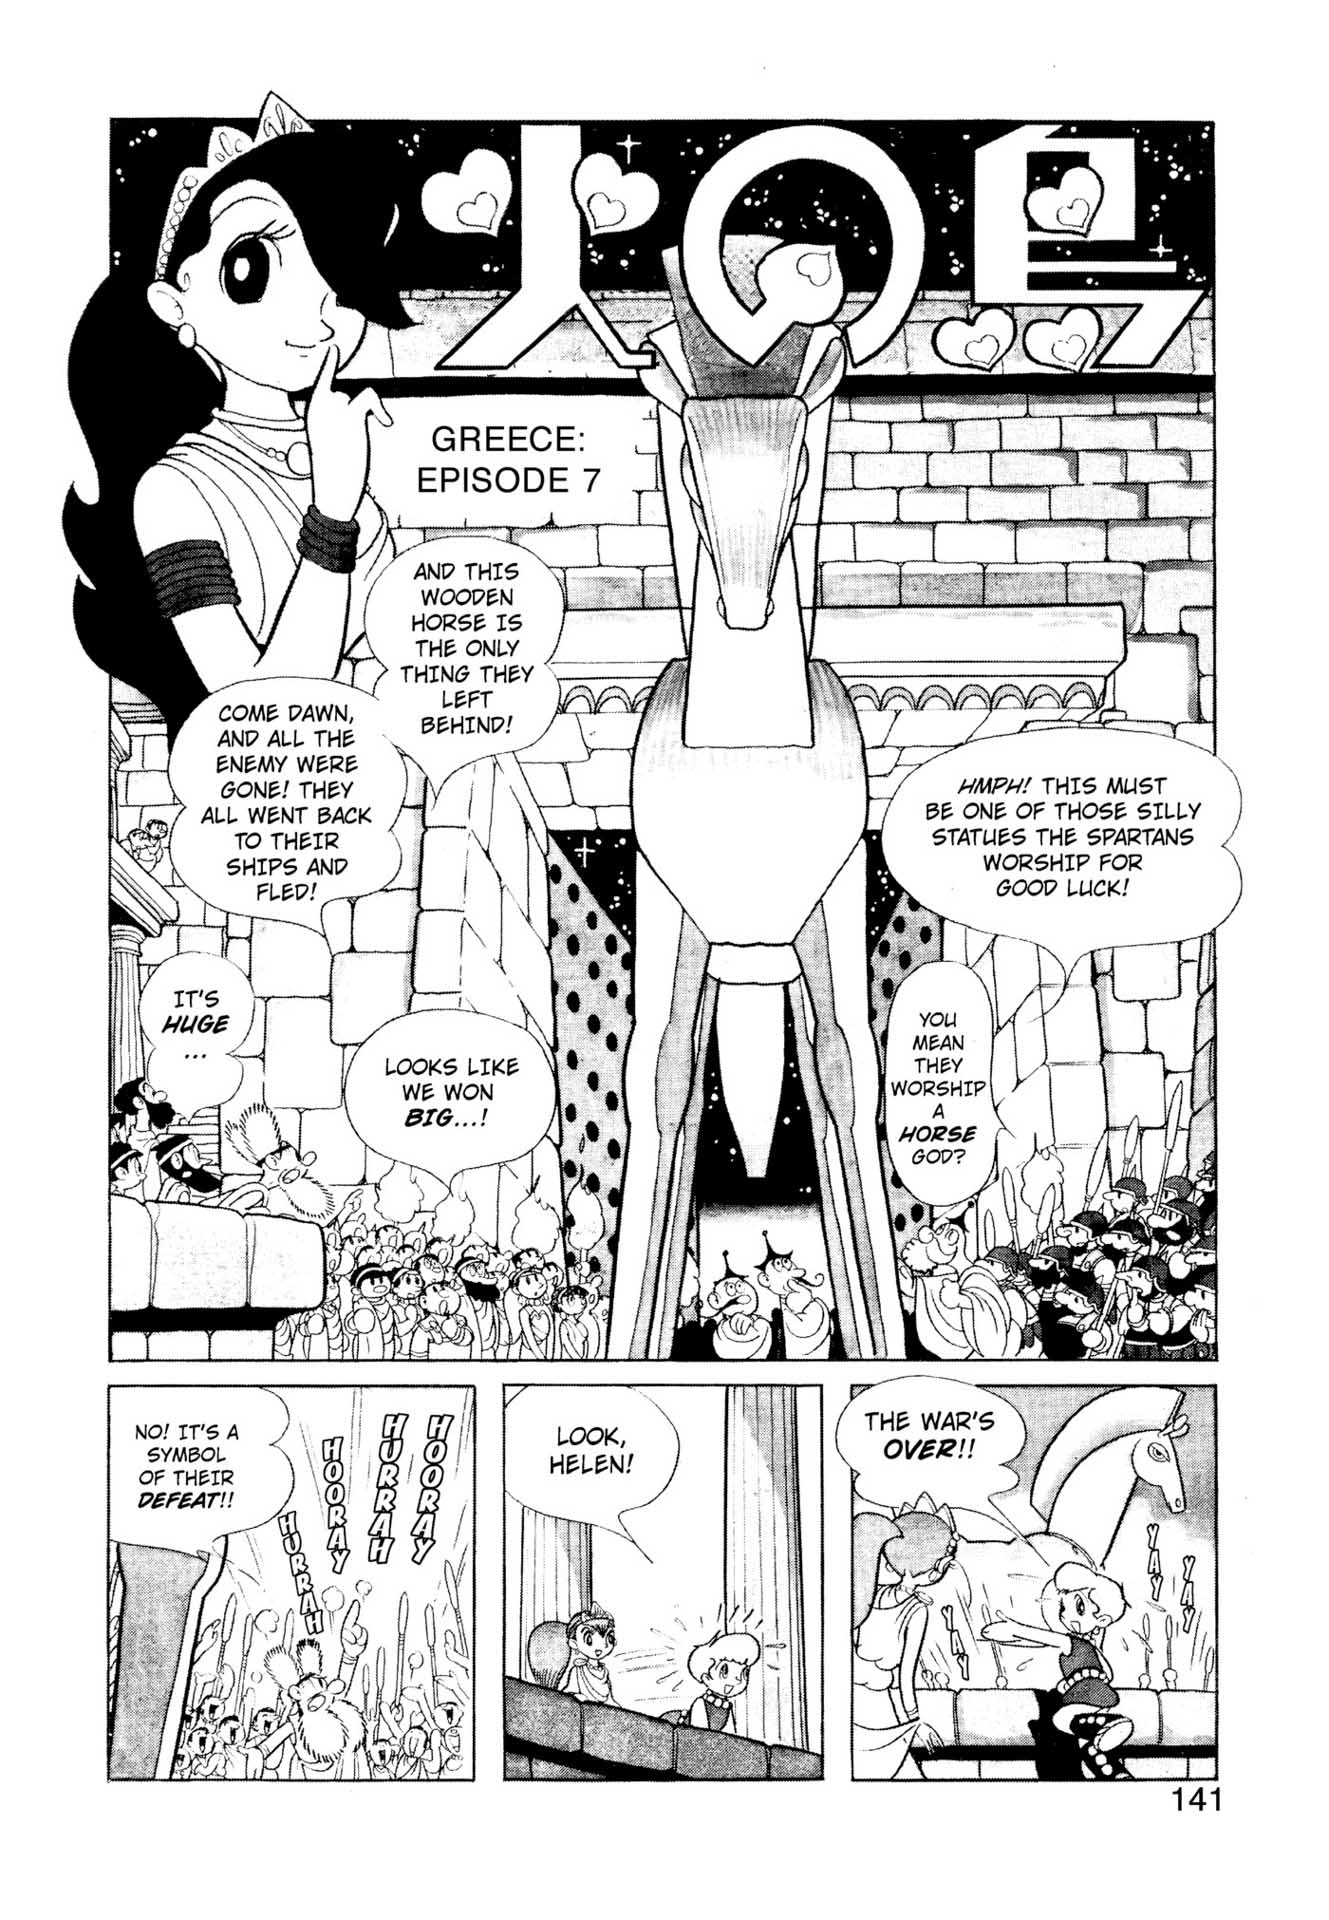 火の鳥
GREECE:
EPISODE 7
AND THIS
WOODEN
HORSE IS
THE ONLY
THING THEY
LEFT
BEHIND!
COME DAWN,
AND ALL THE
ENEMY WERE
GONE! THEY
ALL WENT BACK
TO THEIR
SHIPS AND
FLED!
HMPH! THIS MUST
BE ONE OF THOSE SILLY
STATUES THE SPARTANS
WORSHIP FOR
GOOD LUCK!
IT'S
HUGE
...
LOOKS LIKE
WE WON
BIG...!
YOU
MEAN
THEY
WORSHIP
A
HORSE
GOD?
NO! IT'S A
SYMBOL
OF THEIR
DEFEAT!!
HURRAH
HOORAY
HURRAH
HOORAY
LOOK,
HELEN!
THE WAR'S
OVER!!
YAY
YAY
YAY
141